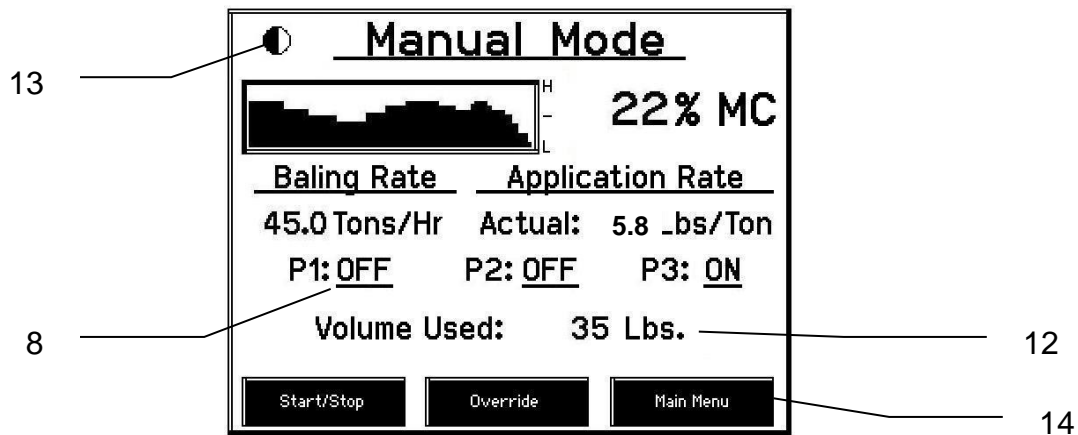 Manual Mode
13
H
-
L
22% MC
Baling Rate Application Rate
45.0 Tons/Hr Actual: 5.8 _bs/Ton
P1: OFF P2: OFF P3: ON
8
Volume Used: 35 Lbs.
12
Start/Stop Override Main Menu
14